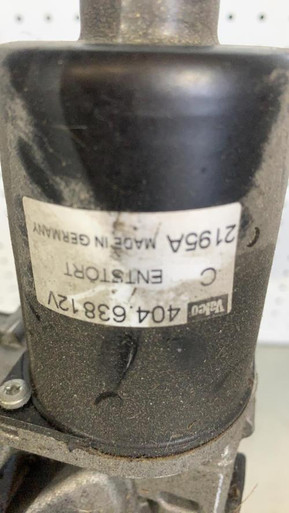 Valeo 404.638 12V
C ENTSTORT
2195A MADE IN GERMANY